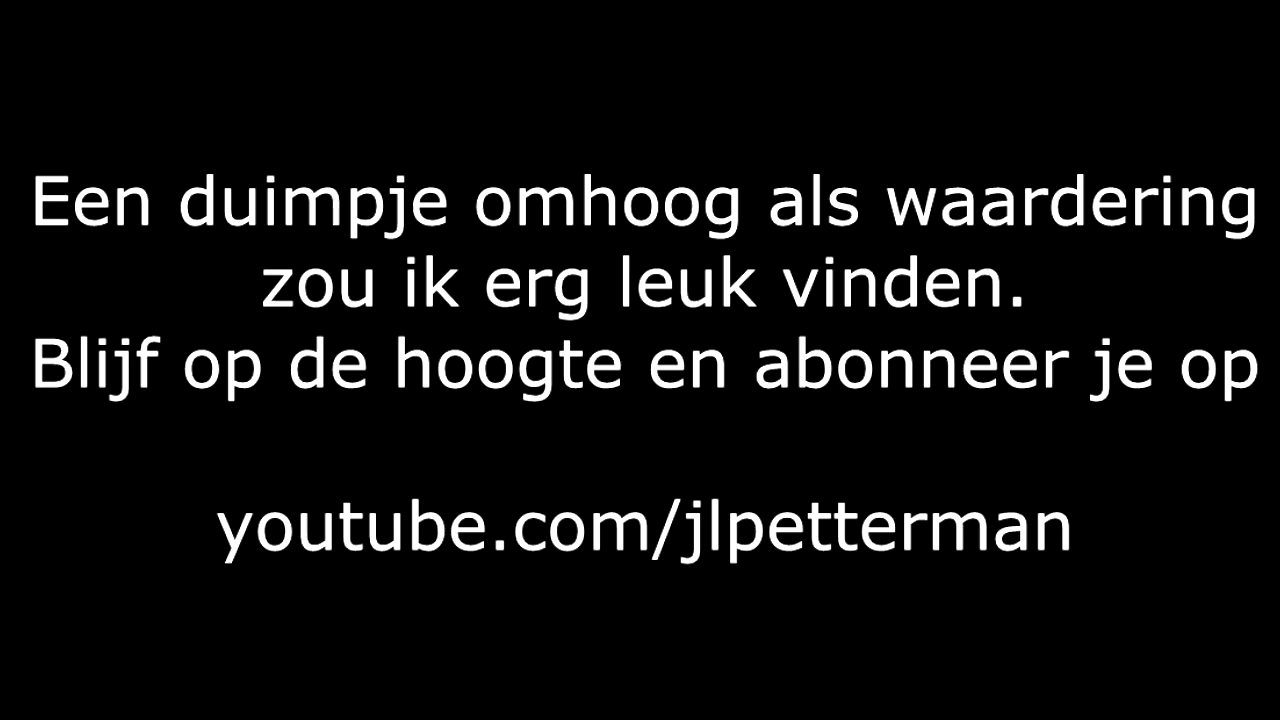 Een duimpje omhoog als waardering
zou ik erg leuk vinden.
Blijf op de hoogte en abonneer je op
youtube.com/jlpetterman